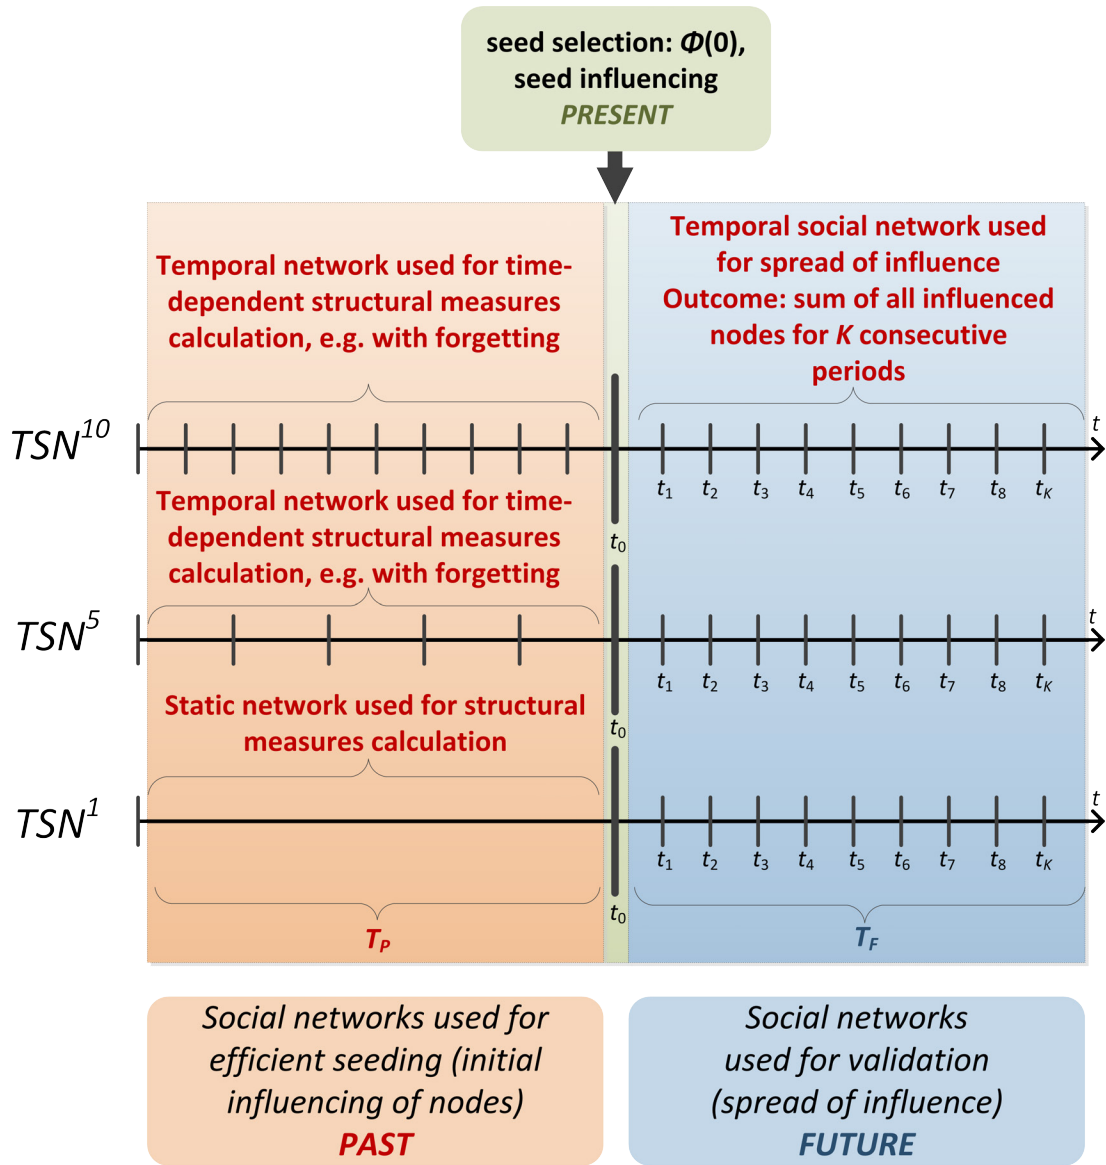 seed selection: Φ(0),
seed influencing
PRESENT
Temporal network used for time-
dependent structural measures
calculation, e.g. with forgetting
Temporal social network used
for spread of influence
Outcome: sum of all influenced
nodes for K consecutive
periods
TSN¹⁰
t
t₁ t₂ t₃ t₄ t₅ t₆ t₇ t₈ t_K
t₀
Temporal network used for time-
dependent structural measures
calculation, e.g. with forgetting
TSN⁵
t
t₁ t₂ t₃ t₄ t₅ t₆ t₇ t₈ t_K
t₀
Static network used for structural
measures calculation
TSN¹
t
t₁ t₂ t₃ t₄ t₅ t₆ t₇ t₈ t_K
t₀
T_P
T_F
Social networks used for
efficient seeding (initial
influencing of nodes)
PAST
Social networks
used for validation
(spread of influence)
FUTURE